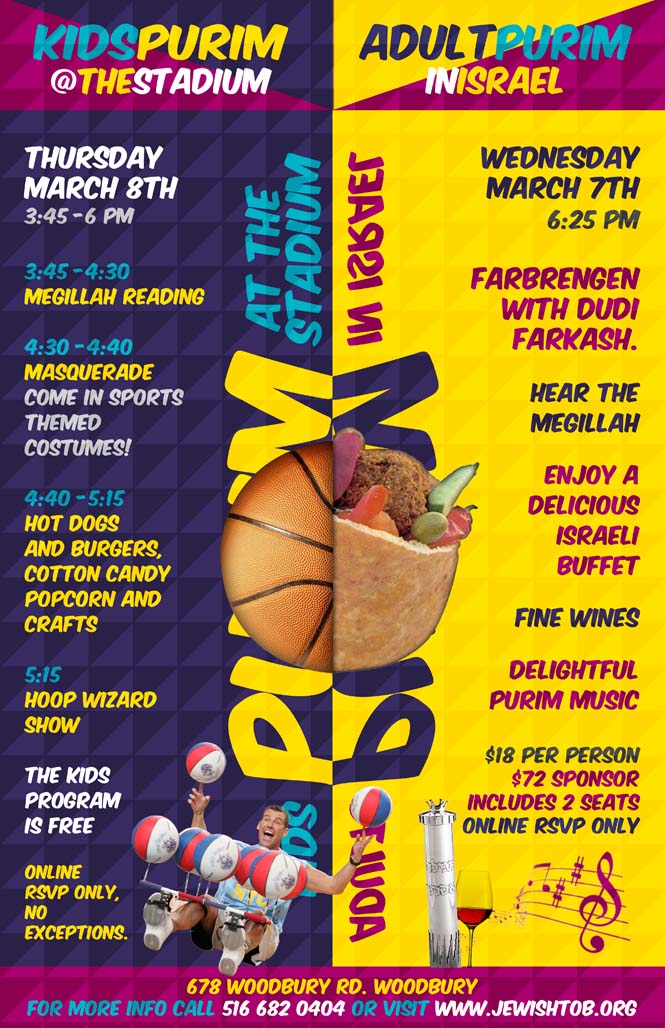 KIDSPURIM
@THESTADIUM
THURSDAY
MARCH 8TH
3:45-6 PM
3:45-4:30
MEGILLAH READING
4:30-4:40
MASQUERADE
COME IN SPORTS
THEMED
COSTUMES!
4:40-5:15
HOT DOGS
AND BURGERS,
COTTON CANDY
POPCORN AND
CRAFTS
5:15
HOOP WIZARD
SHOW
THE KIDS
PROGRAM
IS FREE
ONLINE
RSVP ONLY,
NO
EXCEPTIONS.
AT THE
STADIUM
IN ISRAEL
ADULTPURIM
INISRAEL
WEDNESDAY
MARCH 7TH
6:25 PM
FARBRENGEN
WITH DUDI
FARKASH.
HEAR THE
MEGILLAH
ENJOY A
DELICIOUS
ISRAELI
BUFFET
FINE WINES
DELIGHTFUL
PURIM MUSIC
$18 PER PERSON
$72 SPONSOR
INCLUDES 2 SEATS
ONLINE RSVP ONLY
678 WOODBURY RD. WOODBURY
FOR MORE INFO CALL 516 682 0404 OR VISIT WWW.JEWISHTOB.ORG